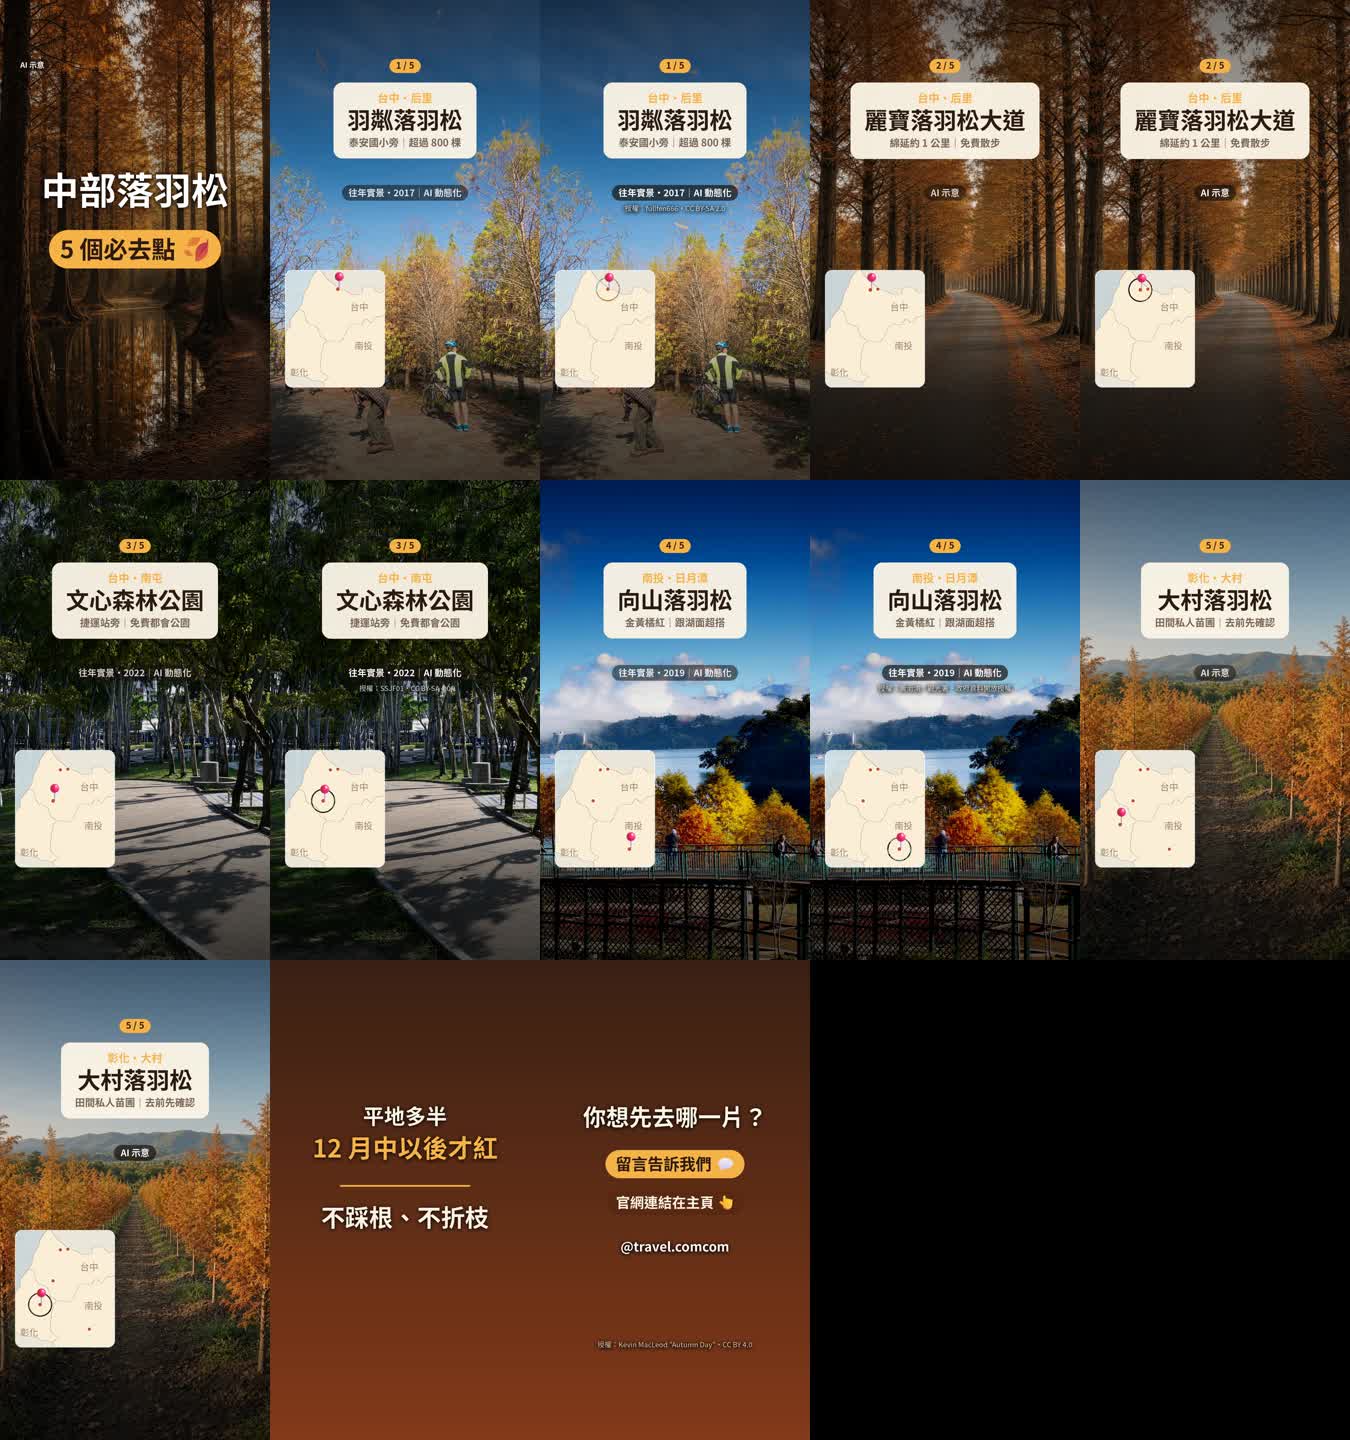 AI 示意
中部落羽松
5 個必去點
1 / 5
台中・后里
羽粼落羽松
泰安國小旁｜超過 800 棵
往年實景・2017｜AI 動態化
台中
南投
彰化
1 / 5
台中・后里
羽粼落羽松
泰安國小旁｜超過 800 棵
往年實景・2017｜AI 動態化
授權：fullfen666・CC BY-SA 2.0
台中
南投
彰化
2 / 5
台中・后里
麗寶落羽松大道
綿延約 1 公里｜免費散步
AI 示意
台中
南投
彰化
2 / 5
台中・后里
麗寶落羽松大道
綿延約 1 公里｜免費散步
AI 示意
台中
南投
彰化
3 / 5
台中・南屯
文心森林公園
捷運站旁｜免費都會公園
往年實景・2022｜AI 動態化
台中
南投
彰化
3 / 5
台中・南屯
文心森林公園
捷運站旁｜免費都會公園
往年實景・2022｜AI 動態化
台中
南投
彰化
4 / 5
南投・日月潭
向山落羽松
金黃橘紅｜跟湖面超搭
往年實景・2019｜AI 動態化
台中
南投
彰化
4 / 5
南投・日月潭
向山落羽松
金黃橘紅｜跟湖面超搭
往年實景・2019｜AI 動態化
台中
南投
彰化
5 / 5
彰化・大村
大村落羽松
田間私人苗圃｜去前先確認
AI 示意
台中
南投
彰化
5 / 5
彰化・大村
大村落羽松
田間私人苗圃｜去前先確認
AI 示意
台中
南投
彰化
平地多半
12 月中以後才紅
不踩根、不折枝
你想先去哪一片？
留言告訴我們
官網連結在主頁
@travel.comcom
授權：Kevin MacLeod "Autumn Day"・CC BY 4.0